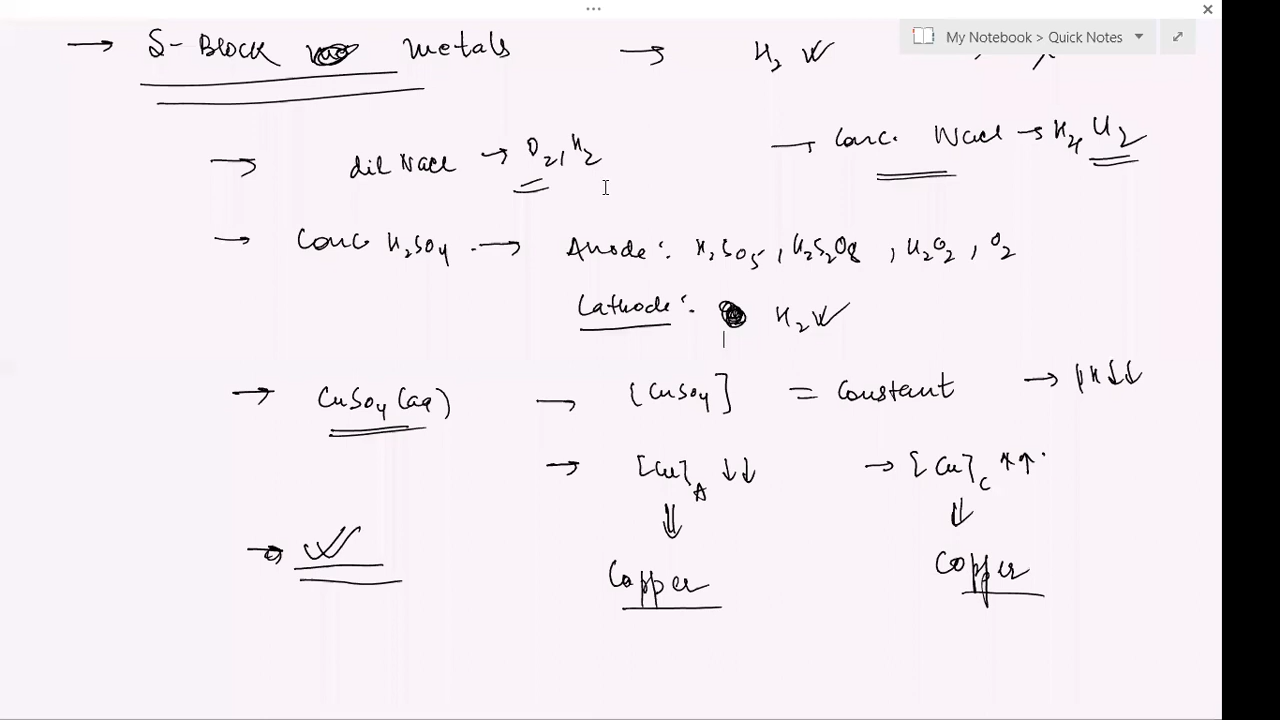 My Notebook > Quick Notes
→ S-Block metals → H2 ✓
→ dil Nacl → O2, H2 → Conc. Nacl → H2, Cl2
→ Conc H2SO4 → Anode: H2SO5, H2S2O8, H2O2, O2
Cathode: H2 ✓
→ CuSO4 (aq) → [CuSO4] = Constant → pH↓↓
→ [Cu]A ↓↓ → [Cu]C ↑↑
⇓ ⇓
→ ✓ Copper Copper